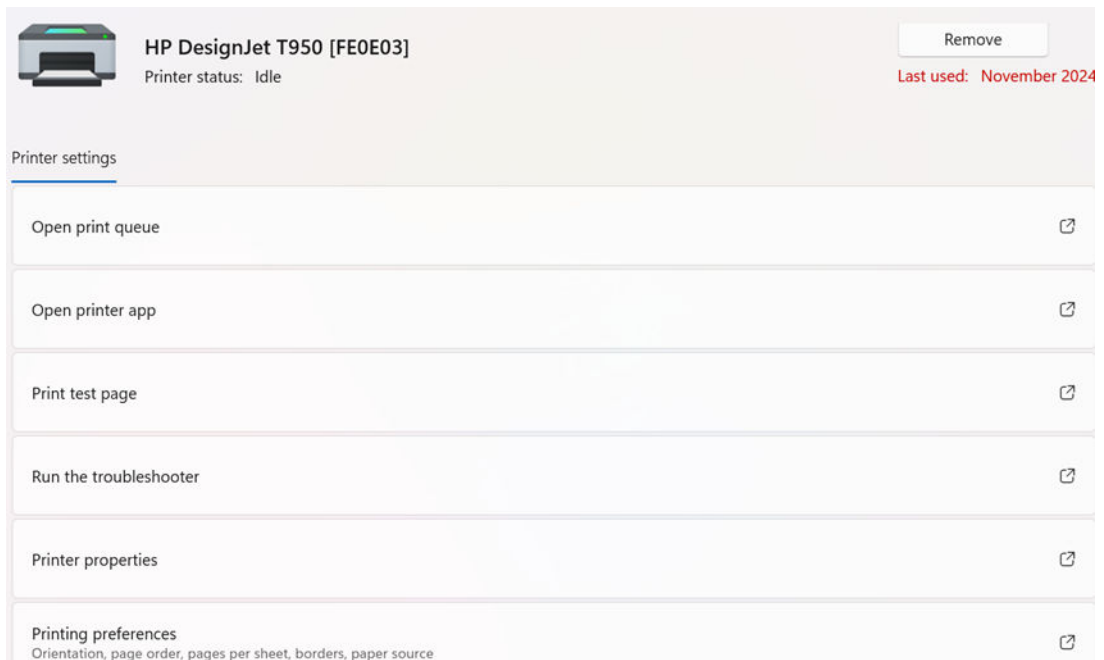 HP DesignJet T950 [FE0E03]
Remove
Printer status: Idle
Last used: November 2024
Printer settings
Open print queue
Open printer app
Print test page
Run the troubleshooter
Printer properties
Printing preferences
Orientation, page order, pages per sheet, borders, paper source